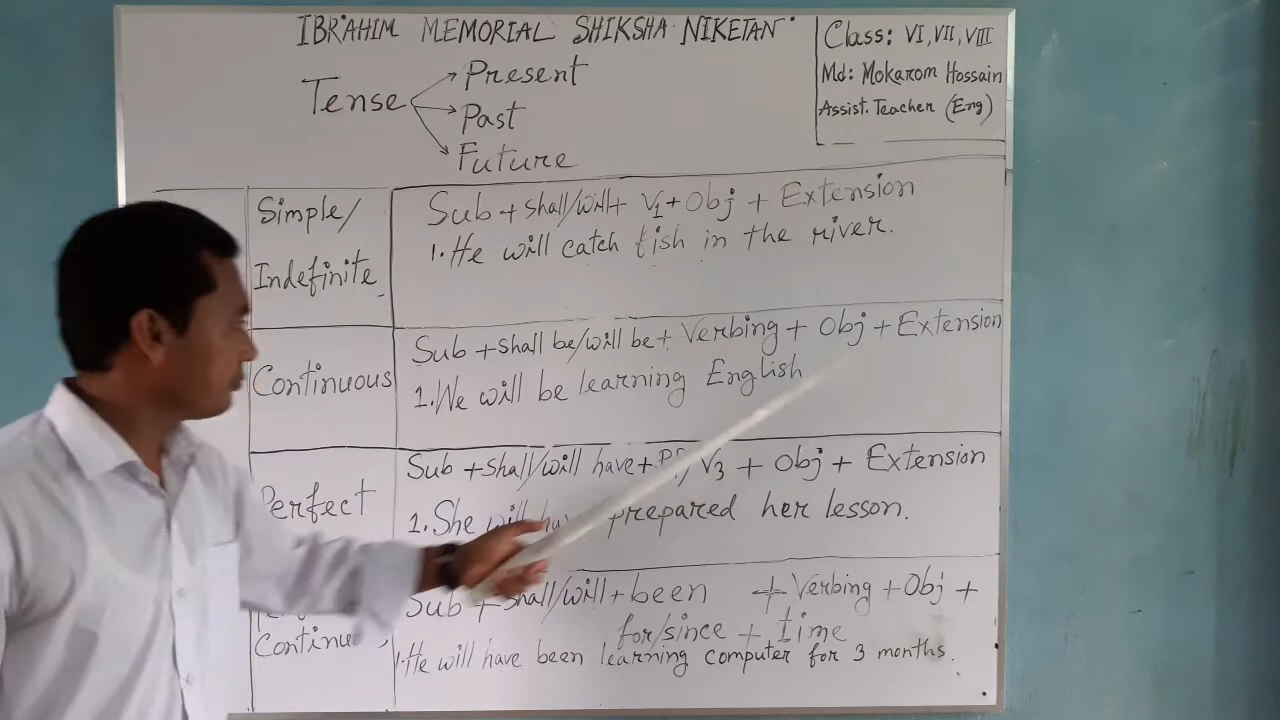 IBRAHIM MEMORIAL SHIKSHA NIKETAN
Class: VI, VII, VIII
Md: Mokarom Hossain
Assist. Teacher (Eng)
Tense
Present
Past
Future
Simple/
Indefinite
Sub + shall/will + V1 + Obj + Extension
1. He will catch fish in the river.
Continuous
Sub + shall be/will be + Verbing + Obj + Extension
1. We will be learning English
Perfect
Sub + shall/will have + P.P/V3 + Obj + Extension
1. She will have prepared her lesson.
Continuous
Sub + shall/will + been + Verbing + Obj +
for/since + time
1. He will have been learning computer for 3 months.